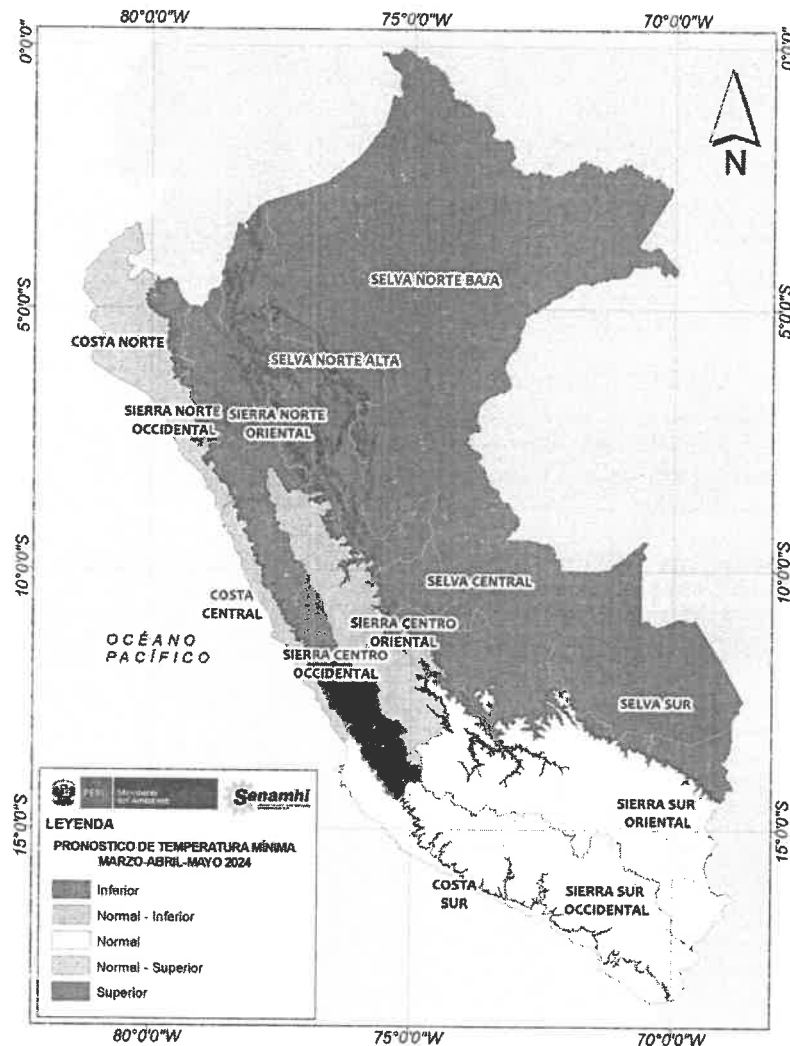 80°0'0"W
75°0'0"W
70°0'0"W
0°0'0"
0°0'0"
N
SELVA NORTE BAJA
5°0'0"S
5°0'0"S
COSTA NORTE
SELVA NORTE ALTA
SIERRA NORTE
OCCIDENTAL
SIERRA NORTE
ORIENTAL
10°0'0"S
10°0'0"S
SELVA CENTRAL
COSTA
CENTRAL
SIERRA CENTRO
ORIENTAL
OCÉANO
PACÍFICO
SIERRA CENTRO
OCCIDENTAL
SELVA SUR
PERÚ
Ministerio
del Ambiente
Senamhi
SIERRA SUR
ORIENTAL
15°0'0"S
15°0'0"S
LEYENDA
PRONOSTICO DE TEMPERATURA MÍNIMA
MARZO-ABRIL-MAYO 2024
Inferior
Normal - Inferior
Normal
Normal - Superior
Superior
COSTA
SUR
SIERRA SUR
OCCIDENTAL
80°0'0"W
75°0'0"W
70°0'0"W